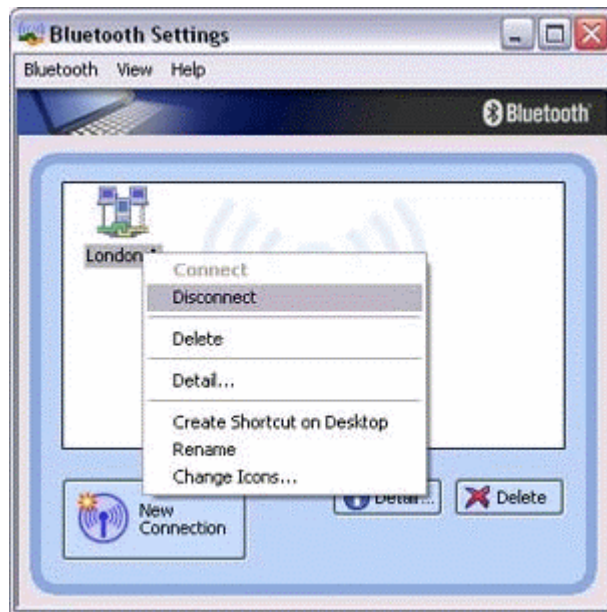 Bluetooth Settings
Bluetooth View Help
Bluetooth
London
Connect
Disconnect
Delete
Detail...
Create Shortcut on Desktop
Rename
Change Icons...
New
Connection
Detail...
Delete